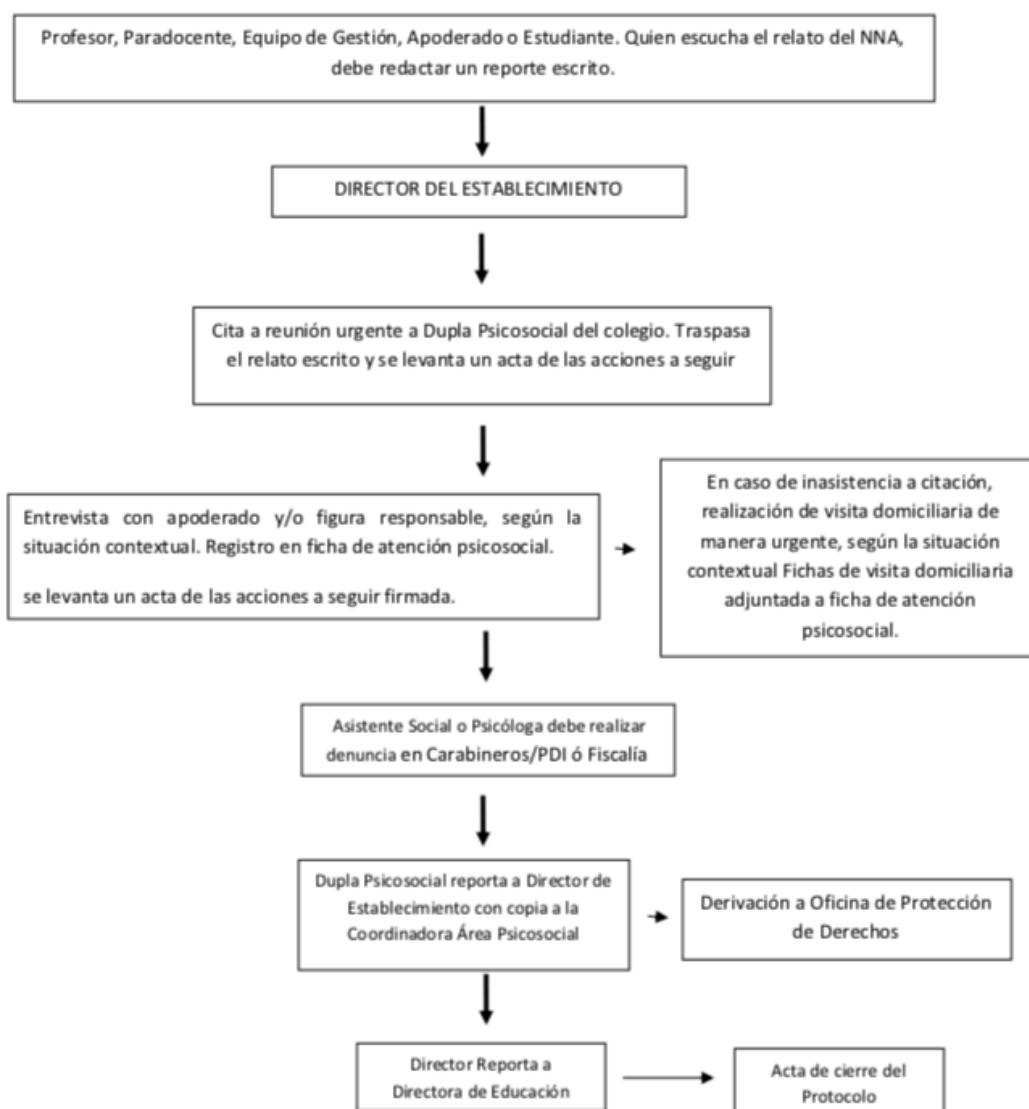 Profesor, Paradocente, Equipo de Gestión, Apoderado o Estudiante. Quien escucha el relato del NNA,
debe redactar un reporte escrito.
DIRECTOR DEL ESTABLECIMIENTO
Cita a reunión urgente a Dupla Psicosocial del colegio. Traspasa
el relato escrito y se levanta un acta de las acciones a seguir
Entrevista con apoderado y/o figura responsable, según la
situación contextual. Registro en ficha de atención psicosocial.
se levanta un acta de las acciones a seguir firmada.
En caso de inasistencia a citación,
realización de visita domiciliaria de
manera urgente, según la situación
contextual Fichas de visita domiciliaria
adjuntada a ficha de atención
psicosocial.
Asistente Social o Psicóloga debe realizar
denuncia en Carabineros/PDI ó Fiscalía
Dupla Psicosocial reporta a Director de
Establecimiento con copia a la
Coordinadora Área Psicosocial
Derivación a Oficina de Protección
de Derechos
Director Reporta a
Directora de Educación
Acta de cierre del
Protocolo